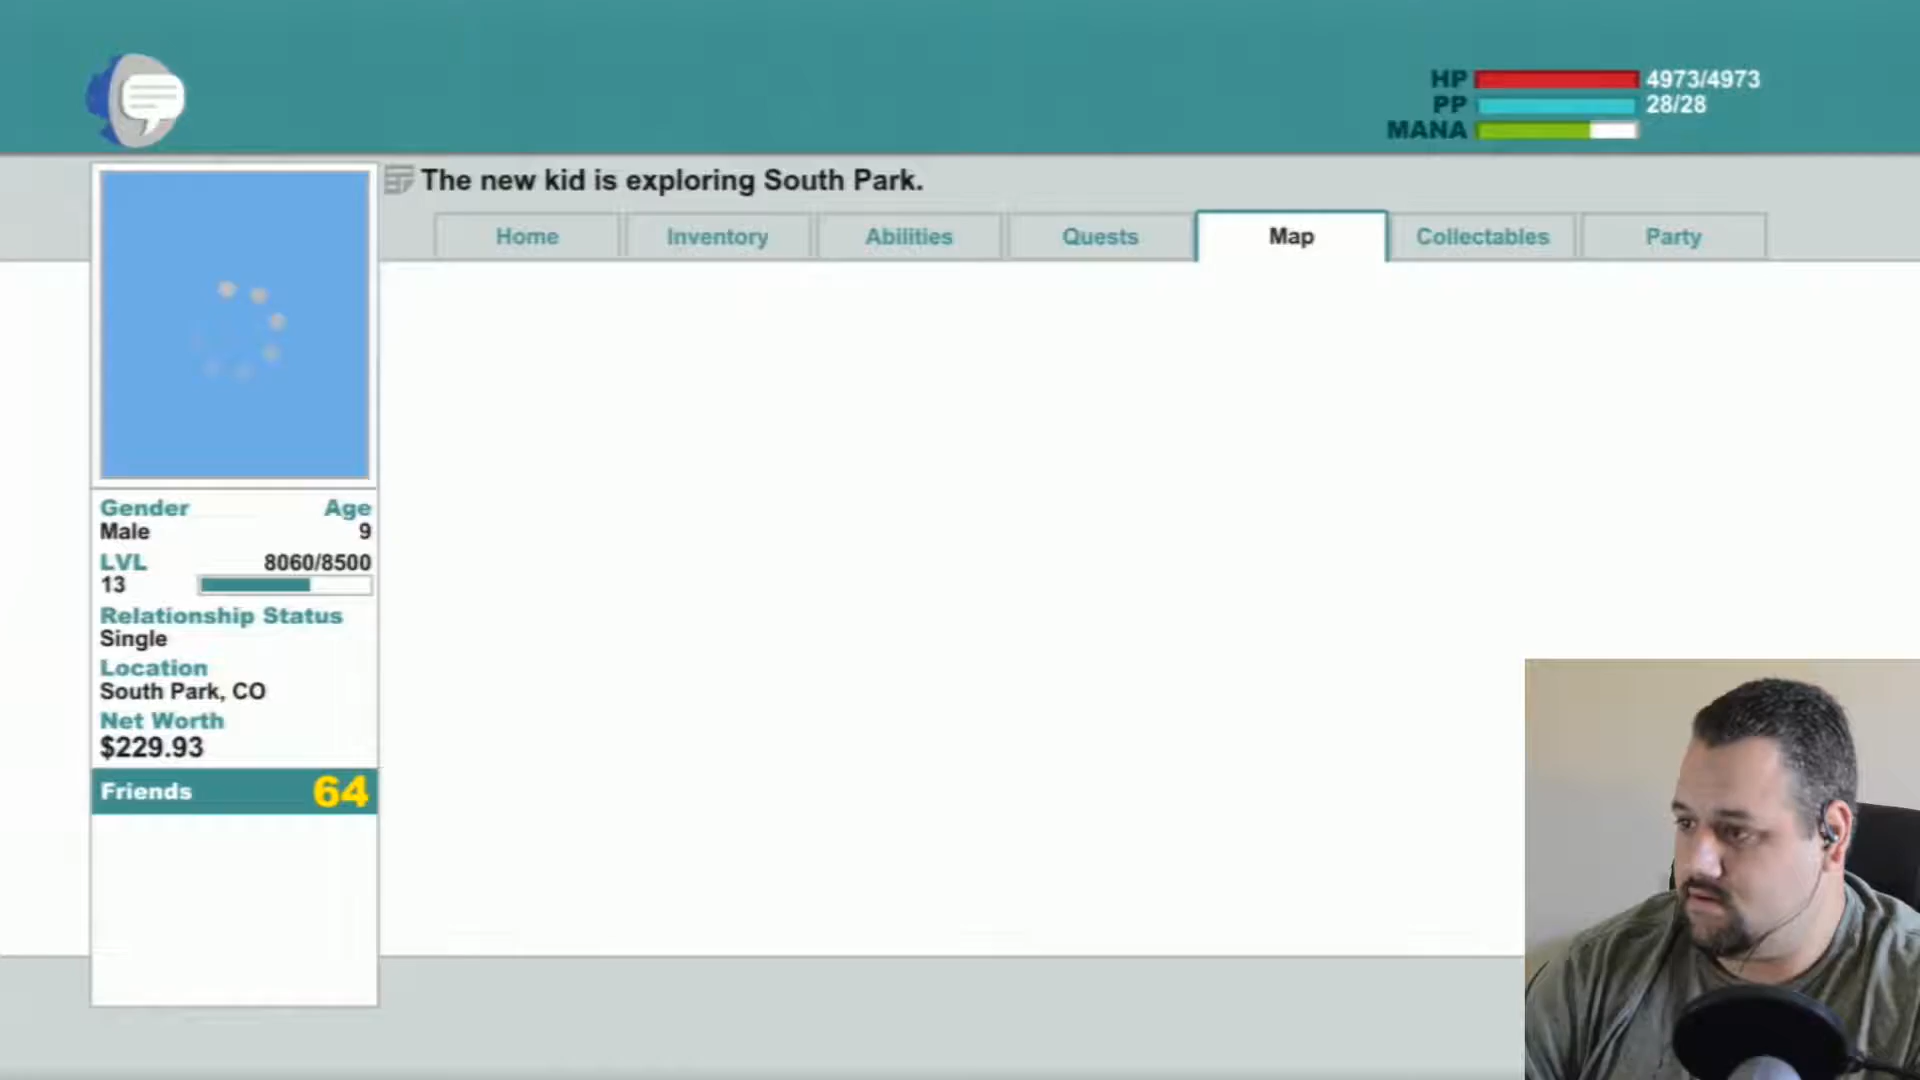 HP 4973/4973
PP 28/28
MANA
The new kid is exploring South Park.
Home Inventory Abilities Quests Map Collectables Party
Gender Age
Male 9
LVL 8060/8500
13
Relationship Status
Single
Location
South Park, CO
Net Worth
$229.93
Friends 64